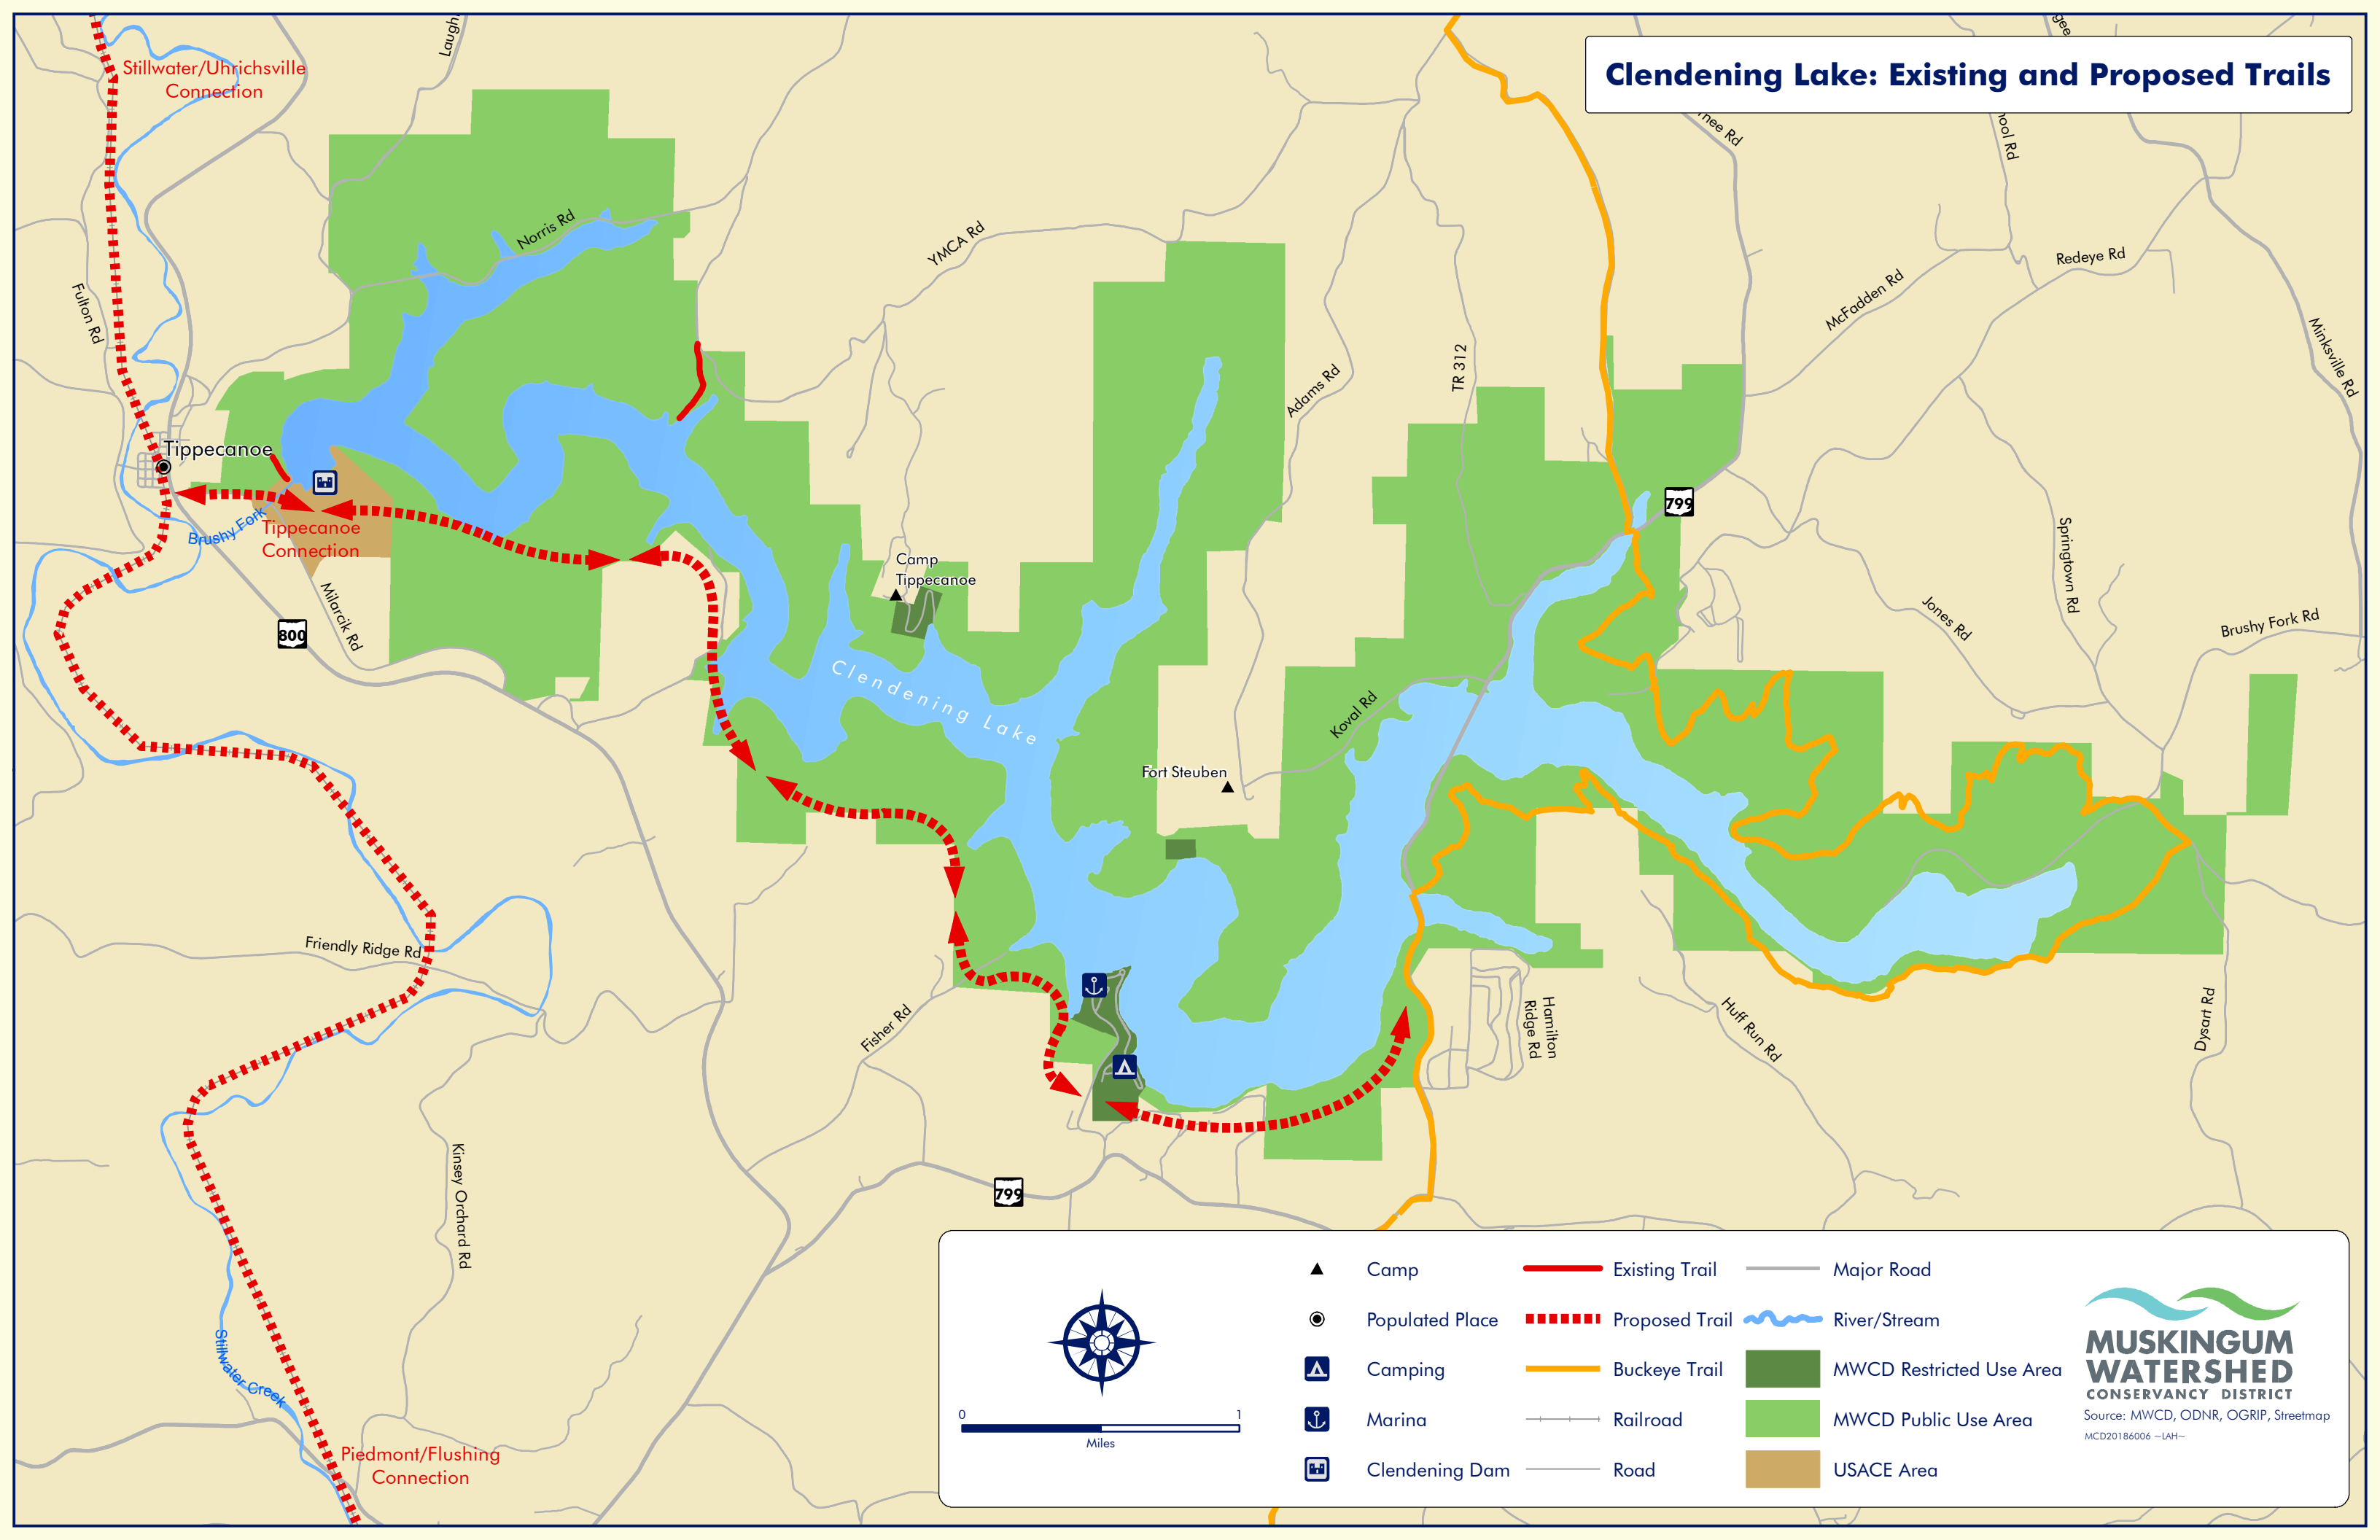 Clendening Lake: Existing and Proposed Trails
Stillwater/Uhrichsville
Connection
Norris Rd
YMCA Rd
Fulton Rd
Redeye Rd
McFadden Rd
Minksville Rd
TR 312
Adams Rd
Tippecanoe
Brushy Fork
Tippecanoe
Connection
799
Camp
Tippecanoe
Springtown Rd
Jones Rd
Brushy Fork Rd
Milarcik Rd
800
Clendening Lake
Koval Rd
Fort Steuben
Friendly Ridge Rd
Fisher Rd
Hamilton
Ridge Rd
Huff Run Rd
Dysart Rd
Kinsey Orchard Rd
799
Stillwater Creek
Piedmont/Flushing
Connection
0 1
Miles
Camp
Populated Place
Camping
Marina
Clendening Dam
Existing Trail
Proposed Trail
Buckeye Trail
Railroad
Road
Major Road
River/Stream
MWCD Restricted Use Area
MWCD Public Use Area
USACE Area
MUSKINGUM
WATERSHED
CONSERVANCY DISTRICT
Source: MWCD, ODNR, OGRIP, Streetmap
MCD20186006 ~LAH~